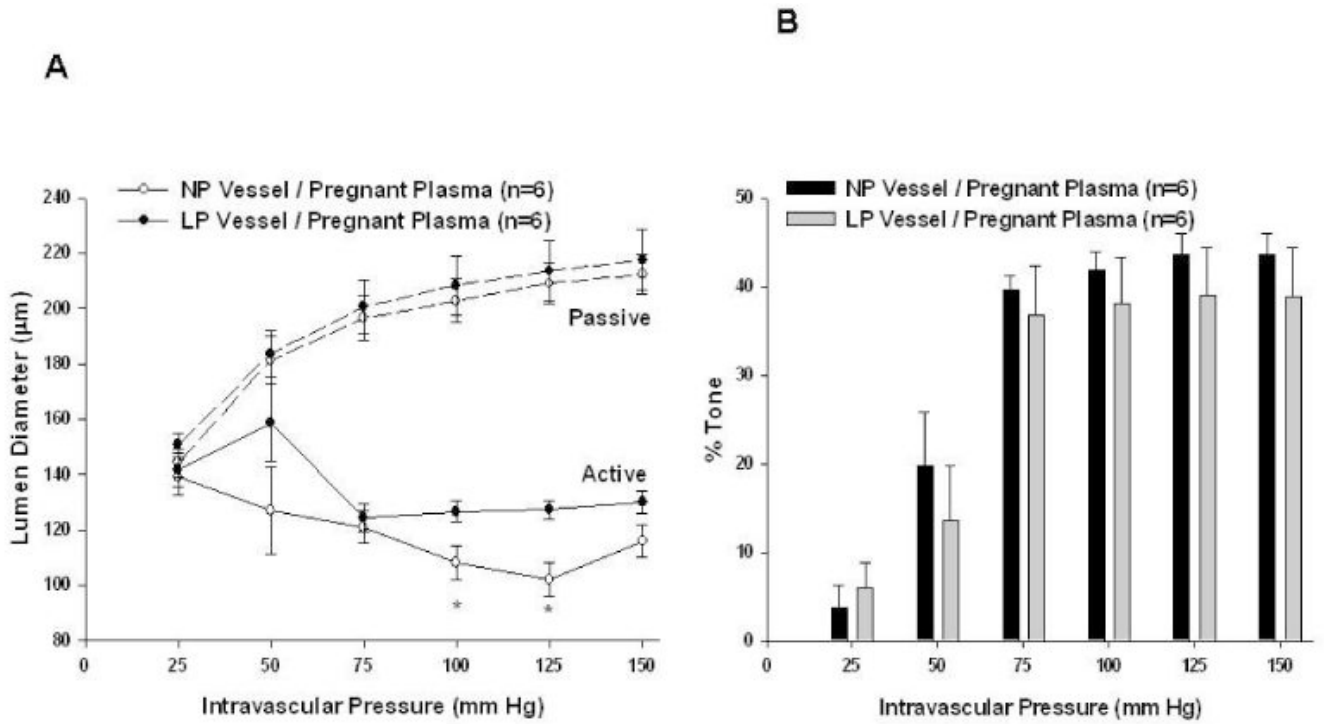 A
NP Vessel / Pregnant Plasma (n=6)
LP Vessel / Pregnant Plasma (n=6)
240
220
200
180
160
140
120
100
80
Lumen Diameter (µm)
Passive
Active
* *
0 25 50 75 100 125 150
Intravascular Pressure (mm Hg)
B
NP Vessel / Pregnant Plasma (n=6)
LP Vessel / Pregnant Plasma (n=6)
50
40
30
20
10
0
% Tone
0 25 50 75 100 125 150
Intravascular Pressure (mm Hg)